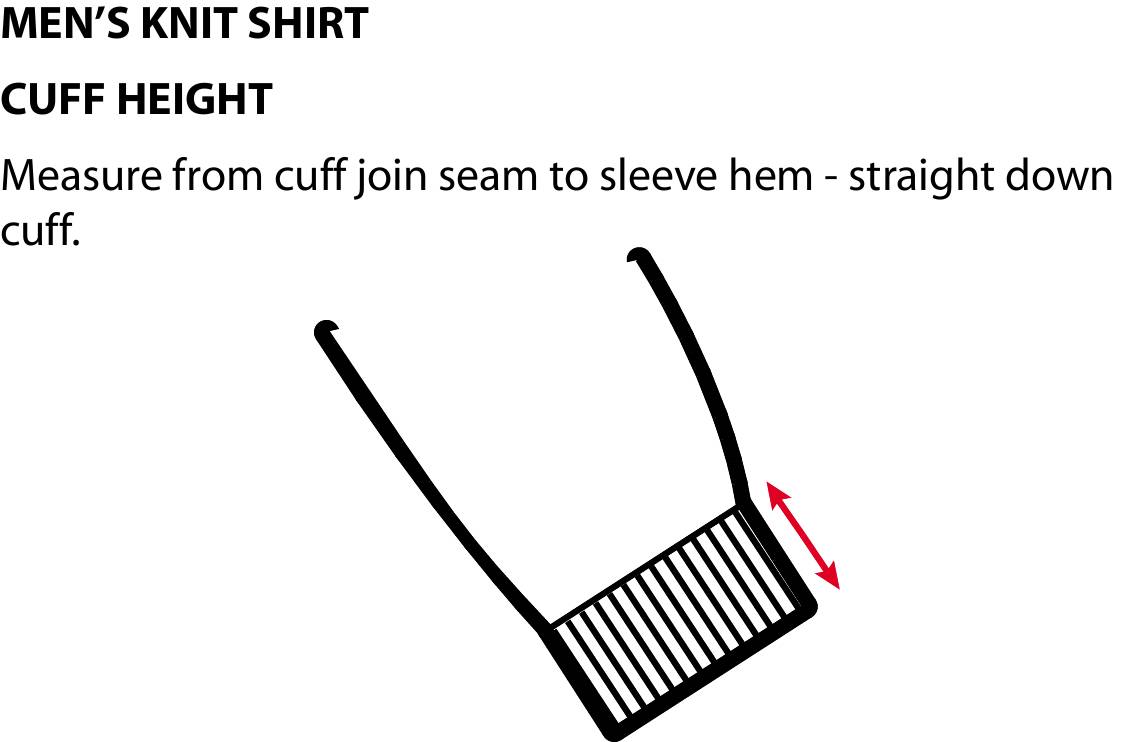 MEN’S KNIT SHIRT
CUFF HEIGHT
Measure from cuff join seam to sleeve hem - straight down
cuff.